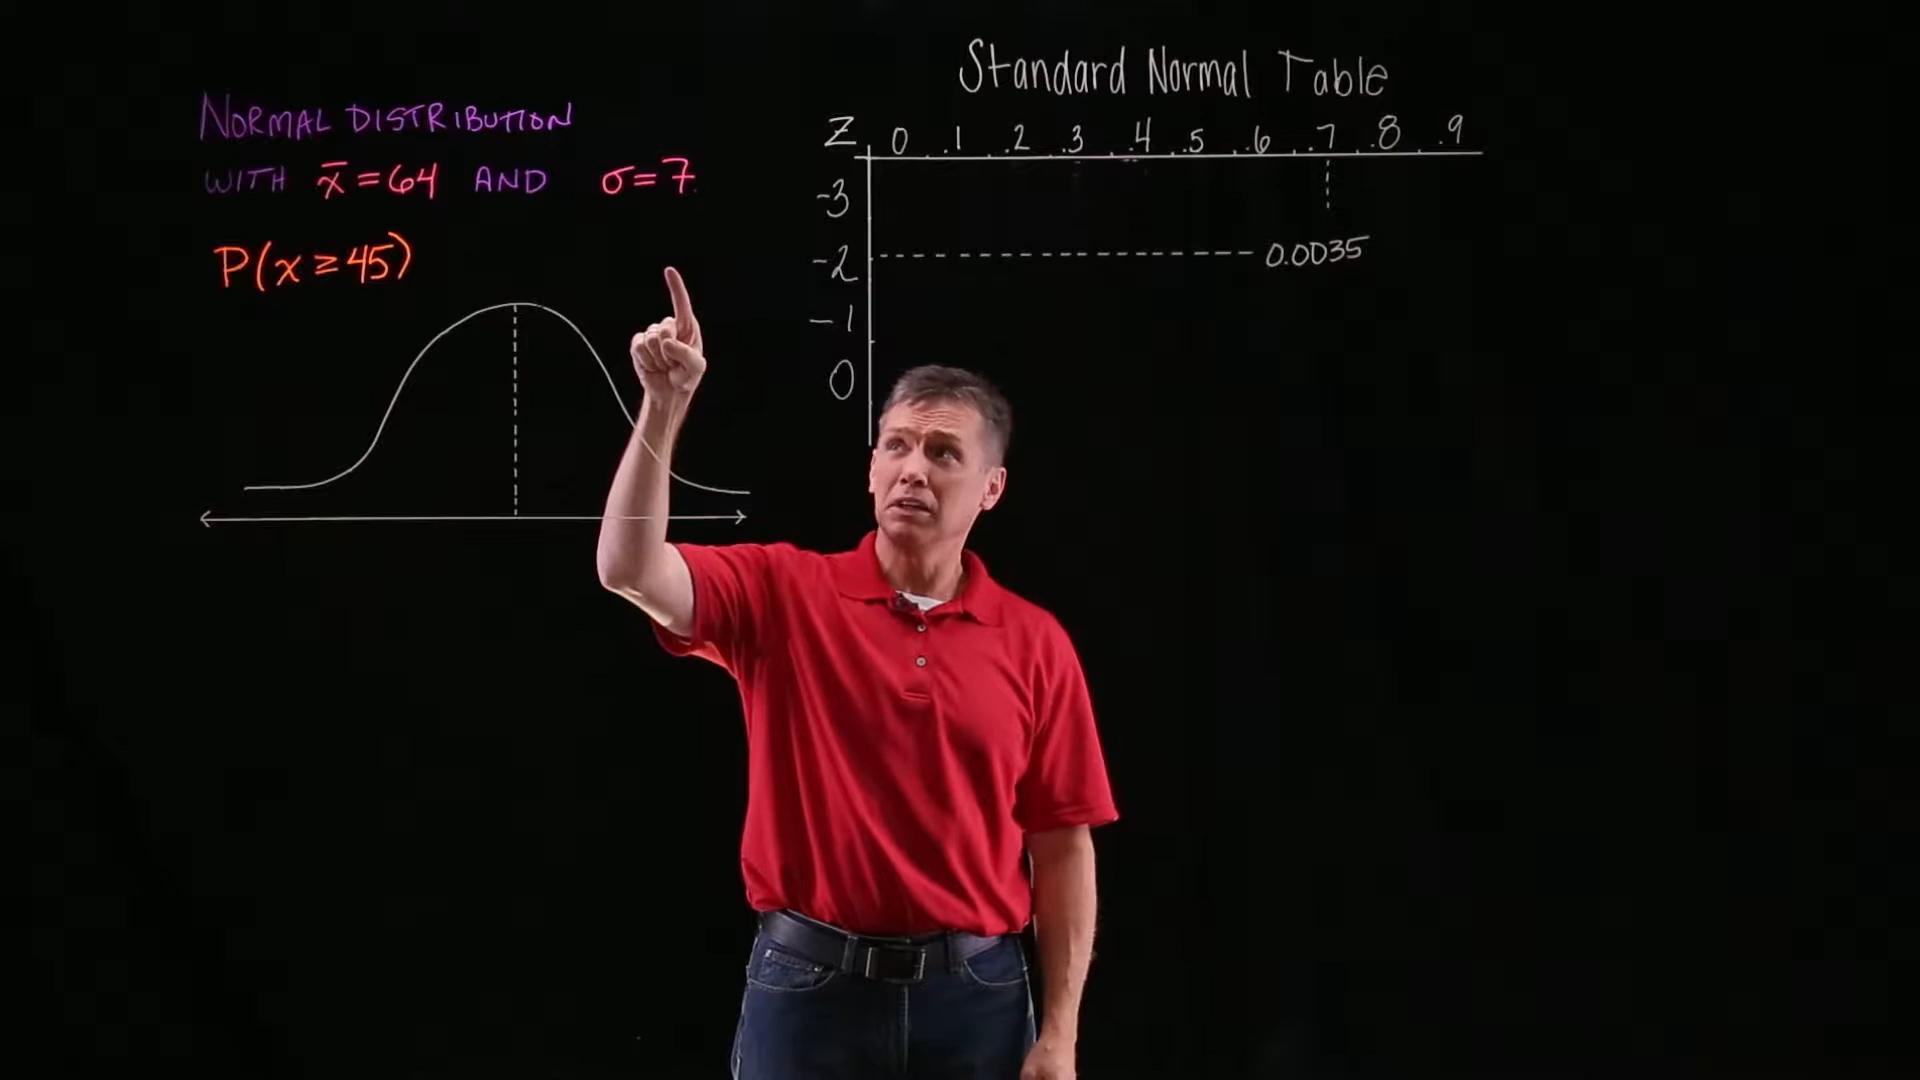 NORMAL DISTRIBUTION
WITH x̄ = 64 AND σ = 7
P(x ≥ 45)
Standard Normal Table
Z 0 .1 .2 .3 .4 .5 .6 .7 .8 .9
-3
-2 0.0035
-1
0